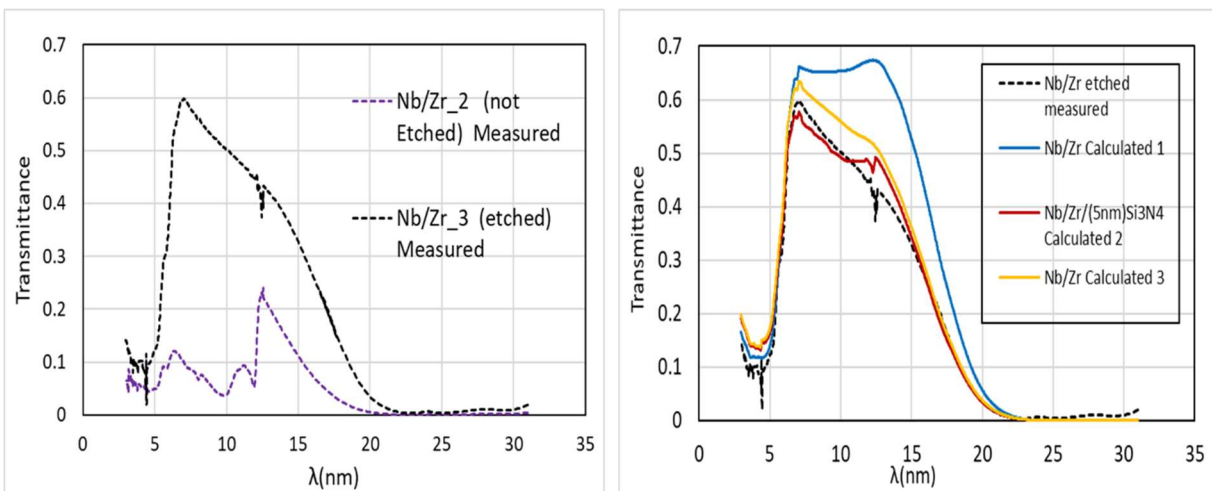 0.7
0.6
0.5
0.4
0.3
0.2
0.1
0
Transmittance
0 5 10 15 20 25 30 35
λ(nm)
Nb/Zr_2 (not
Etched) Measured
Nb/Zr_3 (etched)
Measured
0.7
0.6
0.5
0.4
0.3
0.2
0.1
0
Transmittance
0 5 10 15 20 25 30 35
λ(nm)
Nb/Zr etched
measured
Nb/Zr Calculated 1
Nb/Zr/(5nm)Si3N4
Calculated 2
Nb/Zr Calculated 3